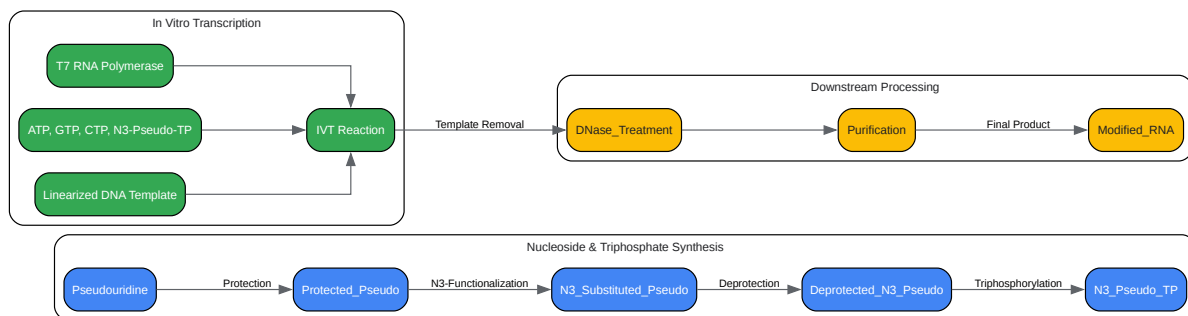 In Vitro Transcription
T7 RNA Polymerase
ATP, GTP, CTP, N3-Pseudo-TP
IVT Reaction
Linearized DNA Template
Template Removal
Downstream Processing
DNase_Treatment
Purification
Final Product
Modified_RNA
Nucleoside & Triphosphate Synthesis
Pseudouridine
Protection
Protected_Pseudo
N3-Functionalization
N3_Substituted_Pseudo
Deprotection
Deprotected_N3_Pseudo
Triphosphorylation
N3_Pseudo_TP